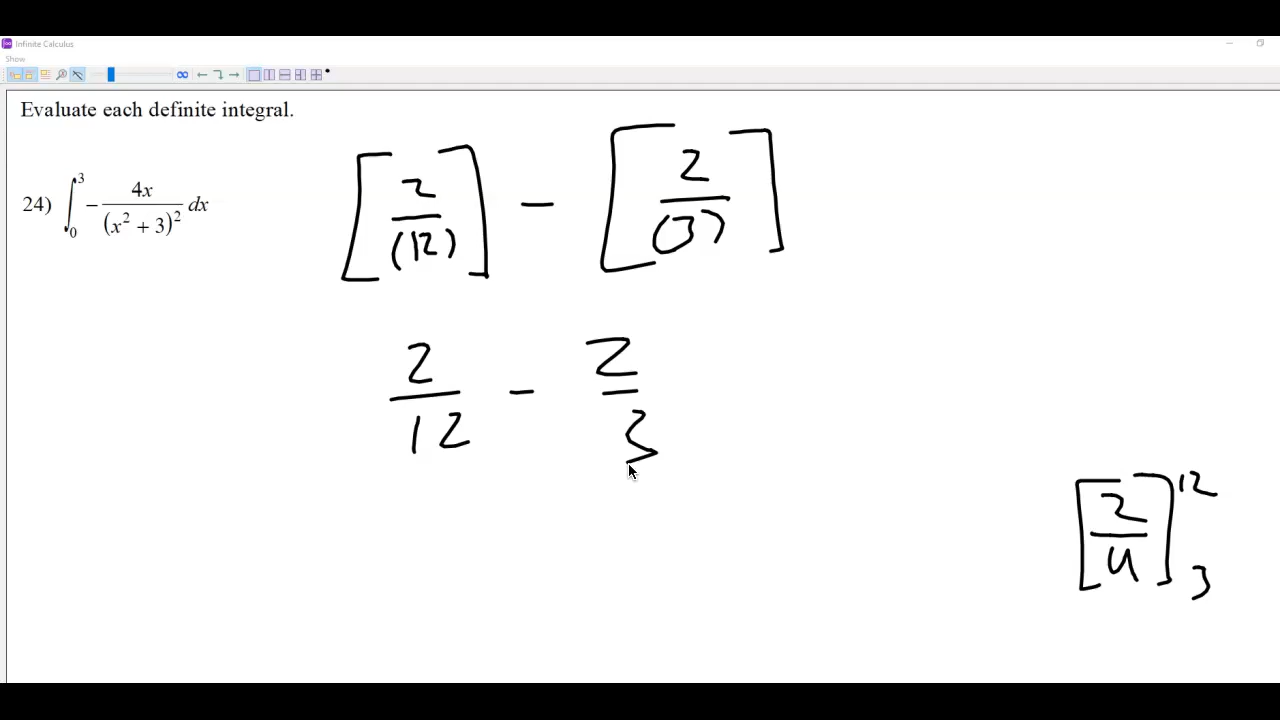 Infinite Calculus
Show
Evaluate each definite integral.
24) ∫₀³ − 4x/(x² + 3)² dx
[2/(12)] − [2/(3)]
2/12 − 2/3
[2/u]₃¹²